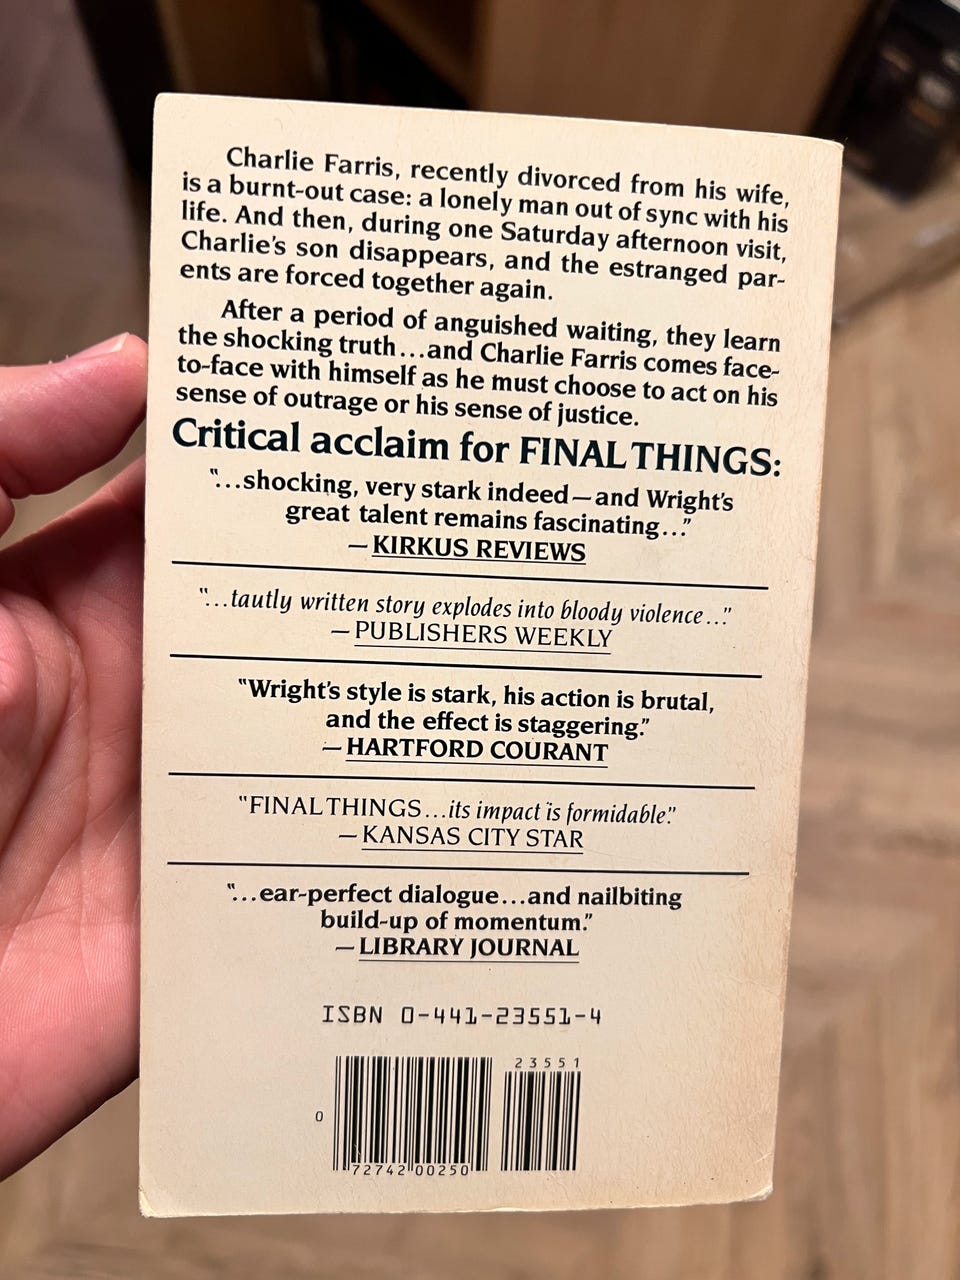 Charlie Farris, recently divorced from his wife,
is a burnt-out case: a lonely man out of sync with his
life. And then, during one Saturday afternoon visit,
Charlie's son disappears, and the estranged par-
ents are forced together again.
After a period of anguished waiting, they learn
the shocking truth...and Charlie Farris comes face-
to-face with himself as he must choose to act on his
sense of outrage or his sense of justice.
Critical acclaim for FINAL THINGS:
"...shocking, very stark indeed—and Wright's
great talent remains fascinating..."
—KIRKUS REVIEWS
"...tautly written story explodes into bloody violence..."
—PUBLISHERS WEEKLY
"Wright's style is stark, his action is brutal,
and the effect is staggering."
—HARTFORD COURANT
"FINAL THINGS...its impact is formidable."
—KANSAS CITY STAR
"...ear-perfect dialogue...and nailbiting
build-up of momentum."
—LIBRARY JOURNAL
ISBN 0-441-23551-4
23551
0
72742 00250